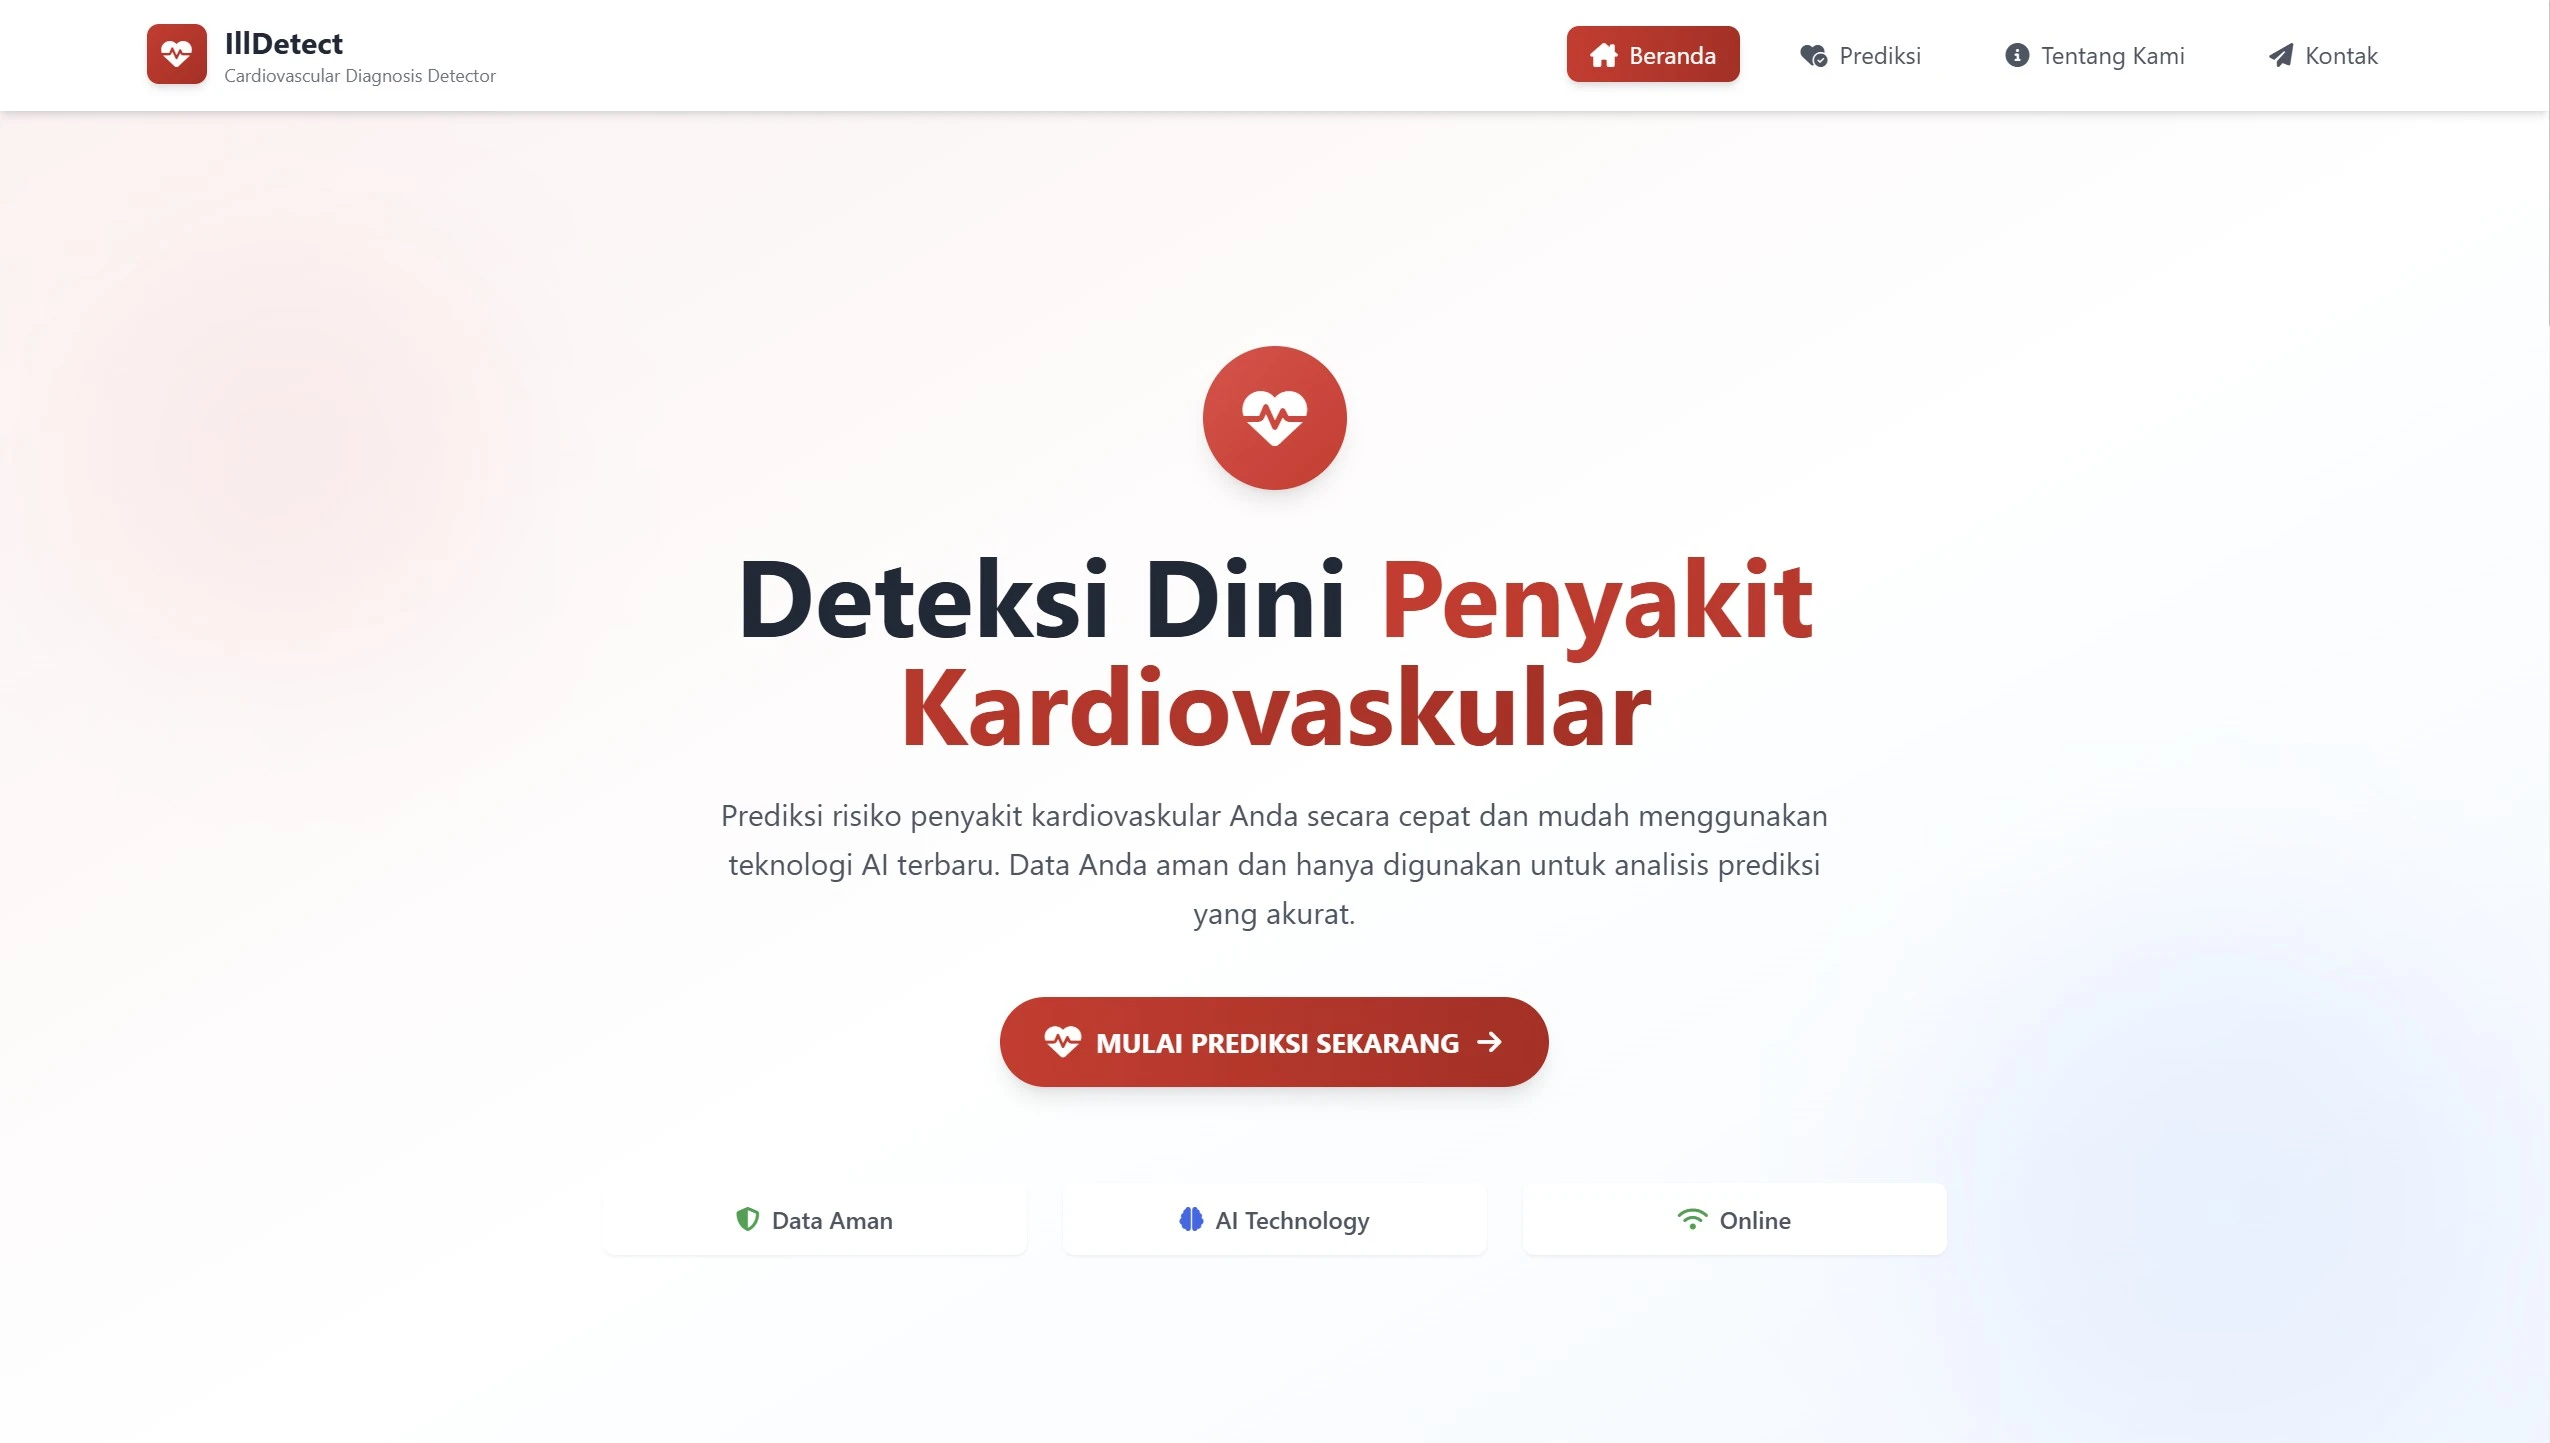 IllDetect
Cardiovascular Diagnosis Detector
Beranda
Prediksi
Tentang Kami
Kontak
Deteksi Dini Penyakit
Kardiovaskular
Prediksi risiko penyakit kardiovaskular Anda secara cepat dan mudah menggunakan
teknologi AI terbaru. Data Anda aman dan hanya digunakan untuk analisis prediksi
yang akurat.
MULAI PREDIKSI SEKARANG
Data Aman
AI Technology
Online